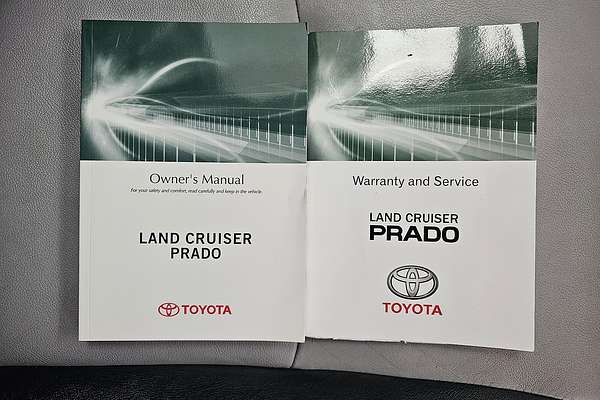 Owner's Manual
For your safety and comfort, read carefully and keep in the vehicle.
LAND CRUISER
PRADO
TOYOTA
Warranty and Service
LAND CRUISER
PRADO
TOYOTA